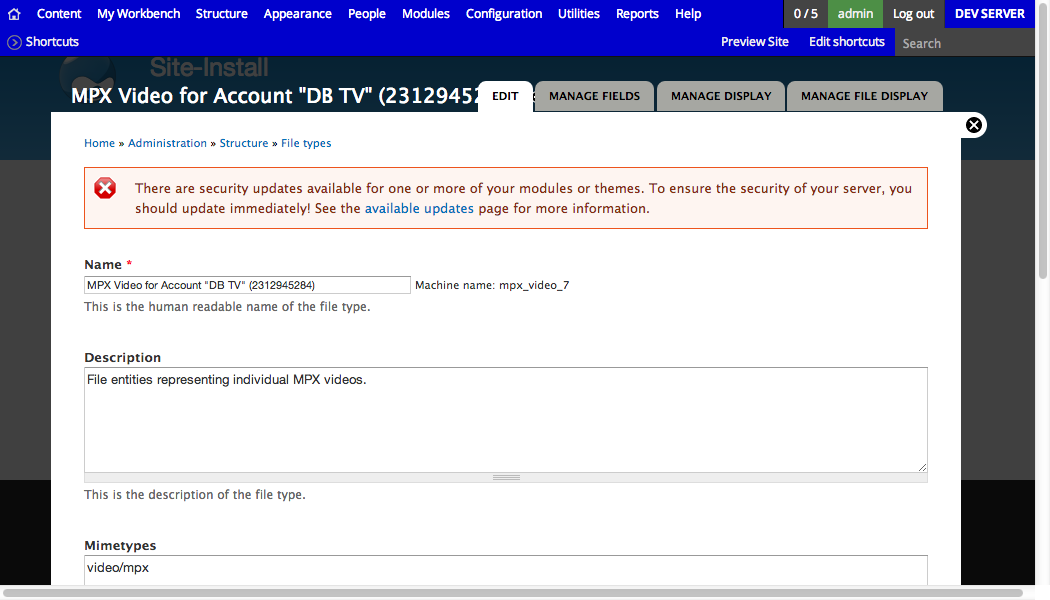 Content My Workbench Structure Appearance People Modules Configuration Utilities Reports Help 0 / 5 admin Log out DEV SERVER
Shortcuts Preview Site Edit shortcuts Search
Site-Install
MPX Video for Account "DB TV" (23129452 EDIT MANAGE FIELDS MANAGE DISPLAY MANAGE FILE DISPLAY
Home » Administration » Structure » File types
There are security updates available for one or more of your modules or themes. To ensure the security of your server, you
should update immediately! See the available updates page for more information.
Name *
MPX Video for Account "DB TV" (2312945284) Machine name: mpx_video_7
This is the human readable name of the file type.
Description
File entities representing individual MPX videos.
This is the description of the file type.
Mimetypes
video/mpx